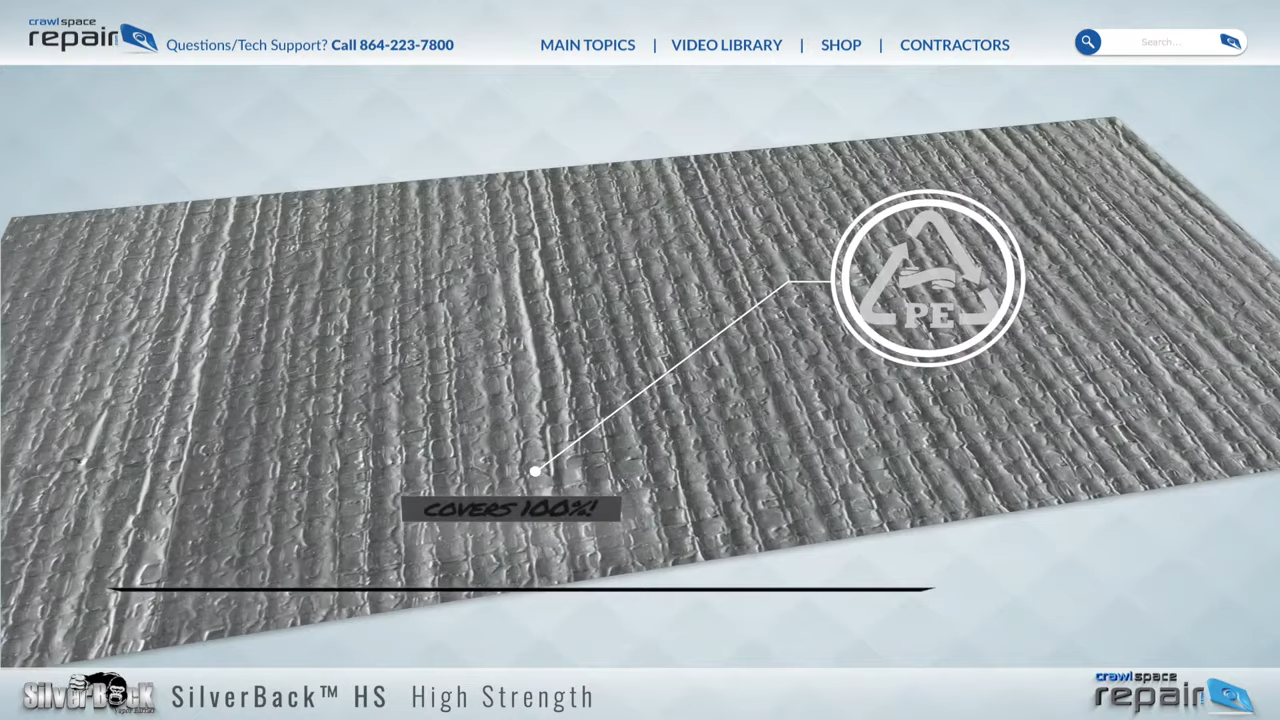 crawl space
repair
Questions/Tech Support? Call 864-223-7800
MAIN TOPICS | VIDEO LIBRARY | SHOP | CONTRACTORS
Search...
PE
COVERS 100%!
SilverBack
SilverBack™ HS High Strength
crawl space
repair